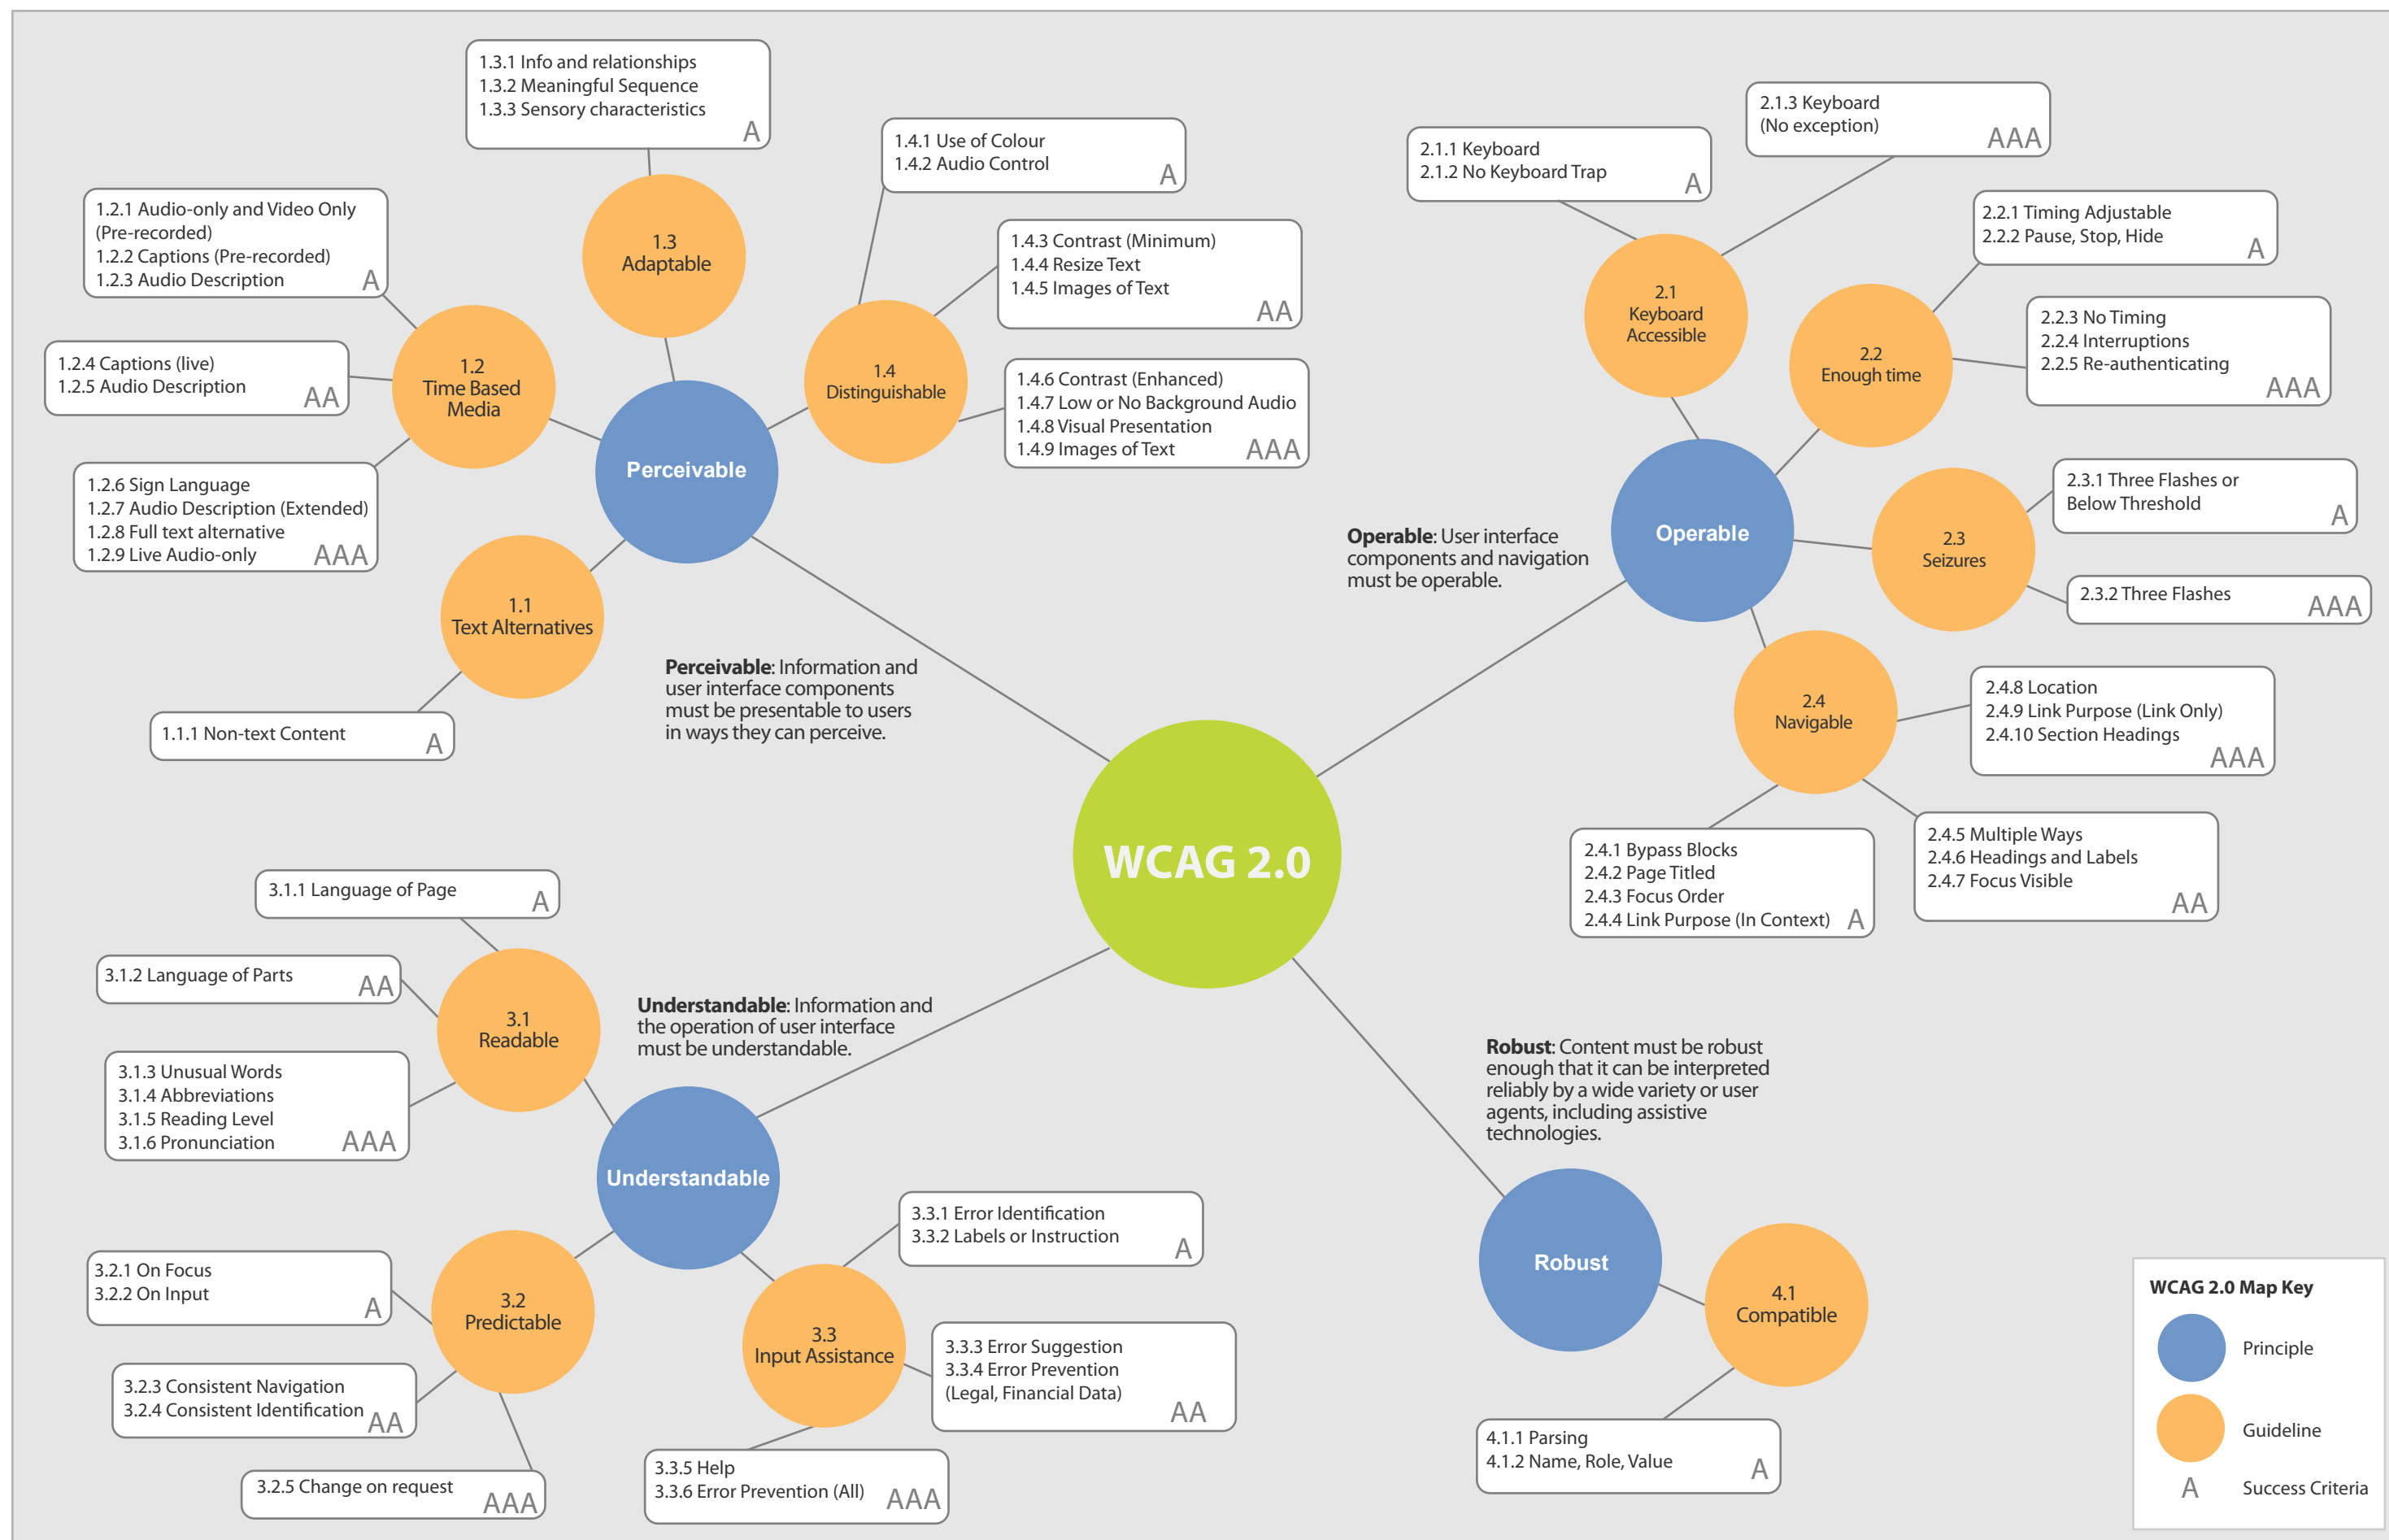 1.3.1 Info and relationships
1.3.2 Meaningful Sequence
1.3.3 Sensory characteristics
A
1.3
Adaptable
1.4.1 Use of Colour
1.4.2 Audio Control
A
1.4.3 Contrast (Minimum)
1.4.4 Resize Text
1.4.5 Images of Text
AA
1.4.6 Contrast (Enhanced)
1.4.7 Low or No Background Audio
1.4.8 Visual Presentation
1.4.9 Images of Text
AAA
1.4
Distinguishable
1.2.1 Audio-only and Video Only
(Pre-recorded)
1.2.2 Captions (Pre-recorded)
1.2.3 Audio Description
A
1.2.4 Captions (live)
1.2.5 Audio Description
AA
1.2.6 Sign Language
1.2.7 Audio Description (Extended)
1.2.8 Full text alternative
1.2.9 Live Audio-only
AAA
1.2
Time Based
Media
Perceivable
1.1
Text Alternatives
1.1.1 Non-text Content
A
Perceivable: Information and
user interface components
must be presentable to users
in ways they can perceive.
2.1.1 Keyboard
2.1.2 No Keyboard Trap
A
2.1.3 Keyboard
(No exception)
AAA
2.1
Keyboard
Accessible
2.2.1 Timing Adjustable
2.2.2 Pause, Stop, Hide
A
2.2.3 No Timing
2.2.4 Interruptions
2.2.5 Re-authenticating
AAA
2.2
Enough time
Operable: User interface
components and navigation
must be operable.
Operable
2.3.1 Three Flashes or
Below Threshold
A
2.3
Seizures
2.3.2 Three Flashes
AAA
2.4
Navigable
2.4.8 Location
2.4.9 Link Purpose (Link Only)
2.4.10 Section Headings
AAA
2.4.5 Multiple Ways
2.4.6 Headings and Labels
2.4.7 Focus Visible
AA
2.4.1 Bypass Blocks
2.4.2 Page Titled
2.4.3 Focus Order
2.4.4 Link Purpose (In Context)
A
WCAG 2.0
3.1.1 Language of Page
A
3.1.2 Language of Parts
AA
3.1
Readable
3.1.3 Unusual Words
3.1.4 Abbreviations
3.1.5 Reading Level
3.1.6 Pronunciation
AAA
Understandable: Information and
the operation of user interface
must be understandable.
Understandable
3.2.1 On Focus
3.2.2 On Input
A
3.2
Predictable
3.2.3 Consistent Navigation
3.2.4 Consistent Identification
AA
3.2.5 Change on request
AAA
3.3.1 Error Identification
3.3.2 Labels or Instruction
A
3.3
Input Assistance
3.3.3 Error Suggestion
3.3.4 Error Prevention
(Legal, Financial Data)
AA
3.3.5 Help
3.3.6 Error Prevention (All)
AAA
Robust: Content must be robust
enough that it can be interpreted
reliably by a wide variety or user
agents, including assistive
technologies.
Robust
4.1
Compatible
4.1.1 Parsing
4.1.2 Name, Role, Value
A
WCAG 2.0 Map Key
Principle
Guideline
A
Success Criteria